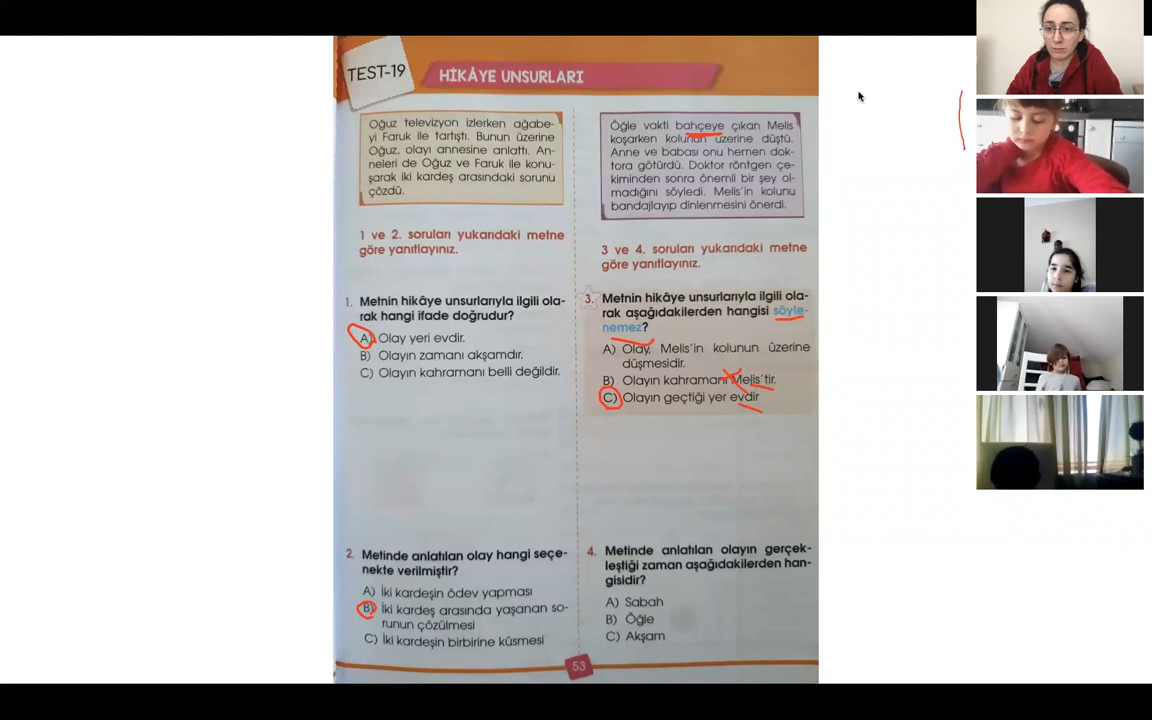 TEST-19
HİKÂYE UNSURLARI
Oğuz televizyon izlerken ağabe-
yi Faruk ile tartıştı. Bunun üzerine
Oğuz, olayı annesine anlattı. An-
neleri de Oğuz ve Faruk ile konu-
şarak iki kardeş arasındaki sorunu
çözdü.
1 ve 2. soruları yukarıdaki metne
göre yanıtlayınız.
1. Metnin hikâye unsurlarıyla ilgili ola-
rak hangi ifade doğrudur?
A) Olay yeri evdir.
B) Olayın zamanı akşamdır.
C) Olayın kahramanı belli değildir.
2. Metinde anlatılan olay hangi seçe-
nekte verilmiştir?
A) İki kardeşin ödev yapması
B) İki kardeş arasında yaşanan so-
runun çözülmesi
C) İki kardeşin birbirine küsmesi
Öğle vakti bahçeye çıkan Melis
koşarken kolunun üzerine düştü.
Anne ve babası onu hemen dok-
tora götürdü. Doktor röntgen çe-
kiminden sonra önemli bir şey ol-
madığını söyledi. Melis'in kolunu
bandajlayıp dinlenmesini önerdi.
3 ve 4. soruları yukarıdaki metne
göre yanıtlayınız.
3. Metnin hikâye unsurlarıyla ilgili ola-
rak aşağıdakilerden hangisi söyle-
nemez?
A) Olay, Melis'in kolunun üzerine
düşmesidir.
B) Olayın kahramanı Melis'tir.
C) Olayın geçtiği yer evdir
4. Metinde anlatılan olayın gerçek-
leştiği zaman aşağıdakilerden han-
gisidir?
A) Sabah
B) Öğle
C) Akşam
53